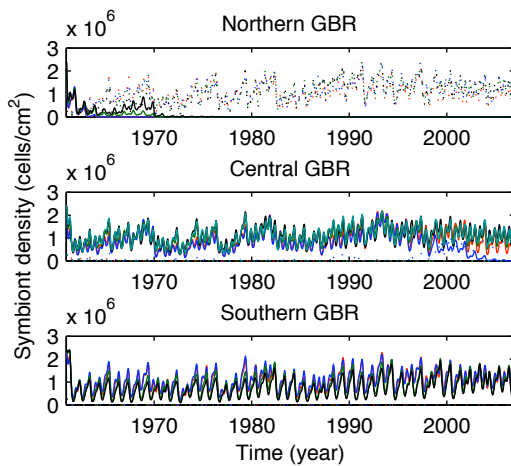 Northern GBR
x 10^6
3
2
1
0
1970 1980 1990 2000
Central GBR
x 10^6
3
2
1
0
1970 1980 1990 2000
Southern GBR
x 10^6
3
2
1
0
1970 1980 1990 2000
Time (year)
Symbiont density (cells/cm^2)